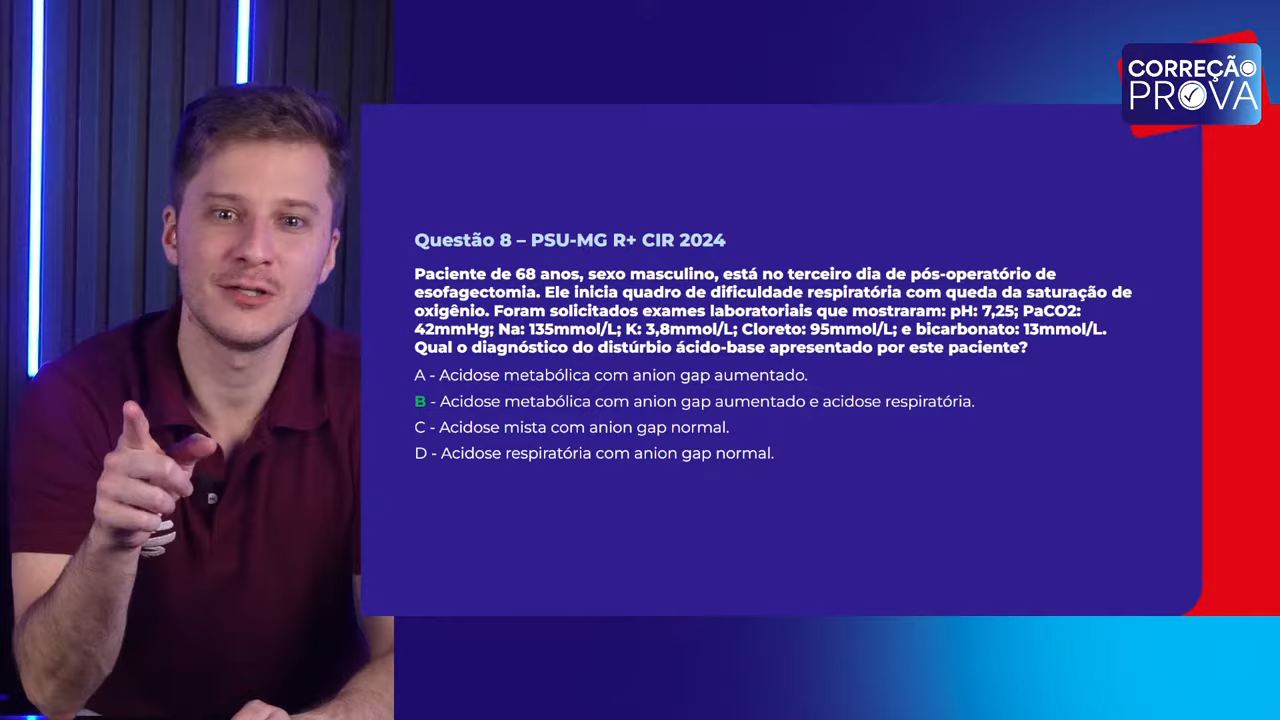 CORREÇÃO
PROVA
Questão 8 – PSU-MG R+ CIR 2024
Paciente de 68 anos, sexo masculino, está no terceiro dia de pós-operatório de
esofagectomia. Ele inicia quadro de dificuldade respiratória com queda da saturação de
oxigênio. Foram solicitados exames laboratoriais que mostraram: pH: 7,25; PaCO2:
42mmHg; Na: 135mmol/L; K: 3,8mmol/L; Cloreto: 95mmol/L; e bicarbonato: 13mmol/L.
Qual o diagnóstico do distúrbio ácido-base apresentado por este paciente?
A - Acidose metabólica com anion gap aumentado.
B - Acidose metabólica com anion gap aumentado e acidose respiratória.
C - Acidose mista com anion gap normal.
D - Acidose respiratória com anion gap normal.